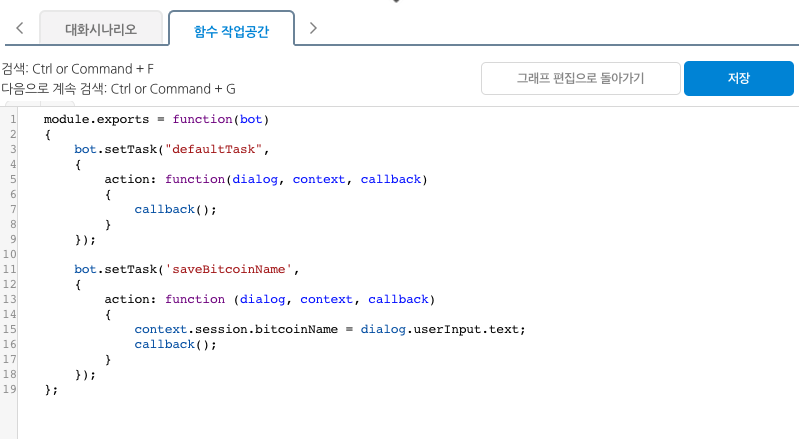 대화시나리오 함수 작업공간
검색: Ctrl or Command + F
다음으로 계속 검색: Ctrl or Command + G
그래프 편집으로 돌아가기 저장
1 module.exports = function(bot)
2 {
3 bot.setTask("defaultTask",
4 {
5 action: function(dialog, context, callback)
6 {
7 callback();
8 }
9 });
10
11 bot.setTask('saveBitcoinName',
12 {
13 action: function (dialog, context, callback)
14 {
15 context.session.bitcoinName = dialog.userInput.text;
16 callback();
17 }
18 });
19 };